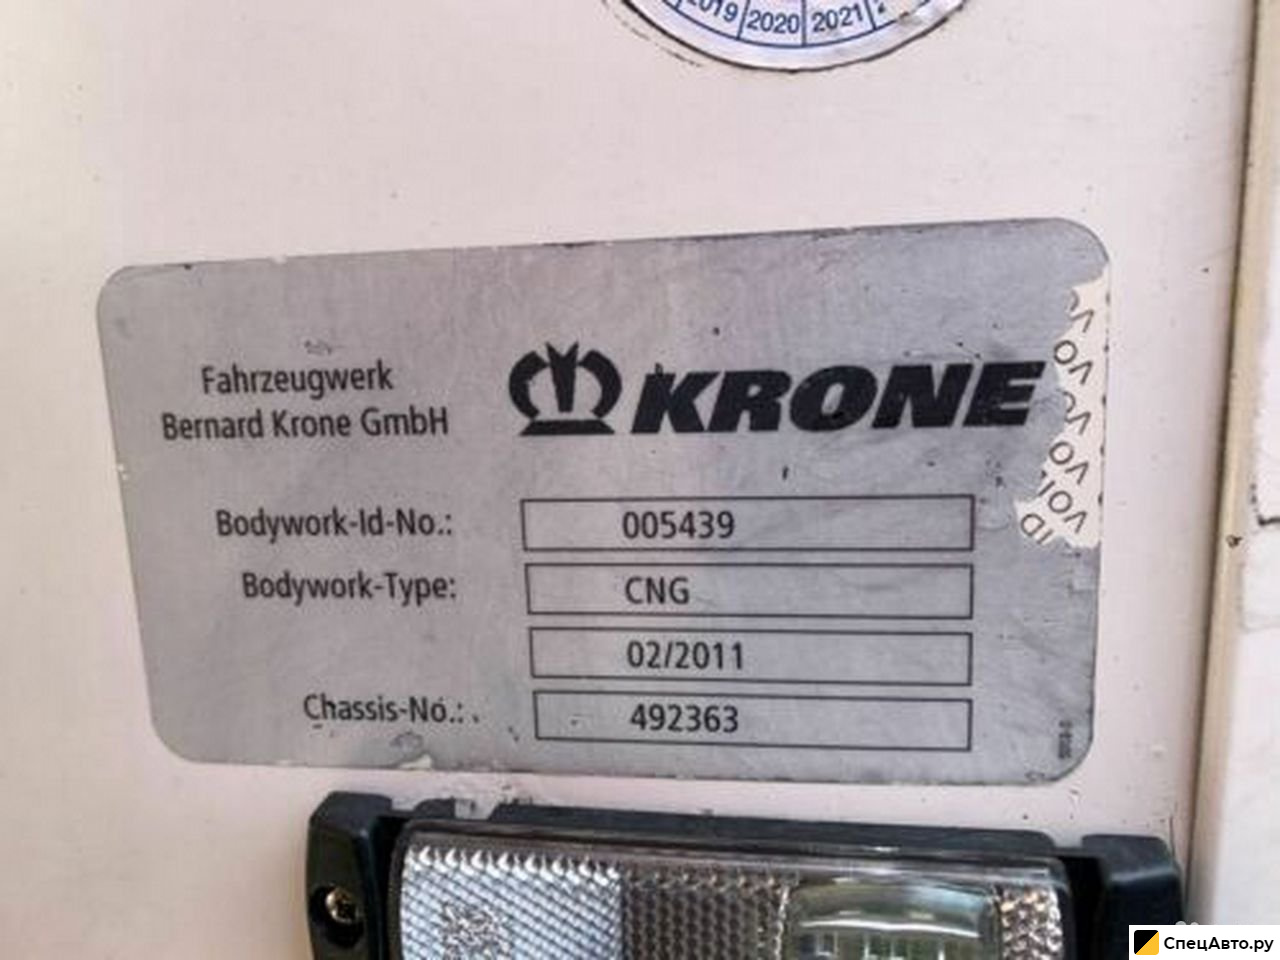 2019 2020 2021
Fahrzeugwerk
Bernard Krone GmbH
KRONE
Bodywork-Id-No.: 005439
Bodywork-Type: CNG
02/2011
Chassis-No.: 492363
VOID
СпецАвто.ру